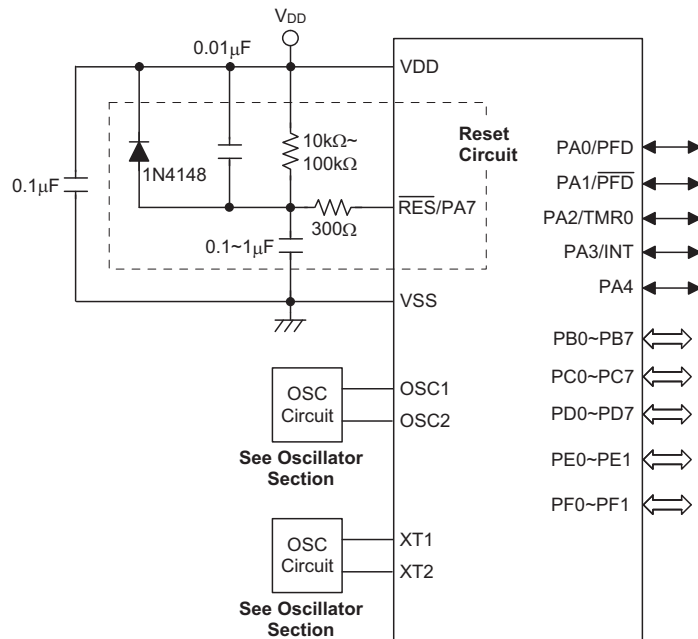 VDD
0.01μF
VDD
Reset
Circuit
10kΩ~
100kΩ
1N4148
0.1μF
RES/PA7
300Ω
0.1~1μF
VSS
PA0/PFD
PA1/PFD
PA2/TMR0
PA3/INT
PA4
PB0~PB7
PC0~PC7
PD0~PD7
PE0~PE1
PF0~PF1
OSC
Circuit
OSC1
OSC2
See Oscillator
Section
OSC
Circuit
XT1
XT2
See Oscillator
Section